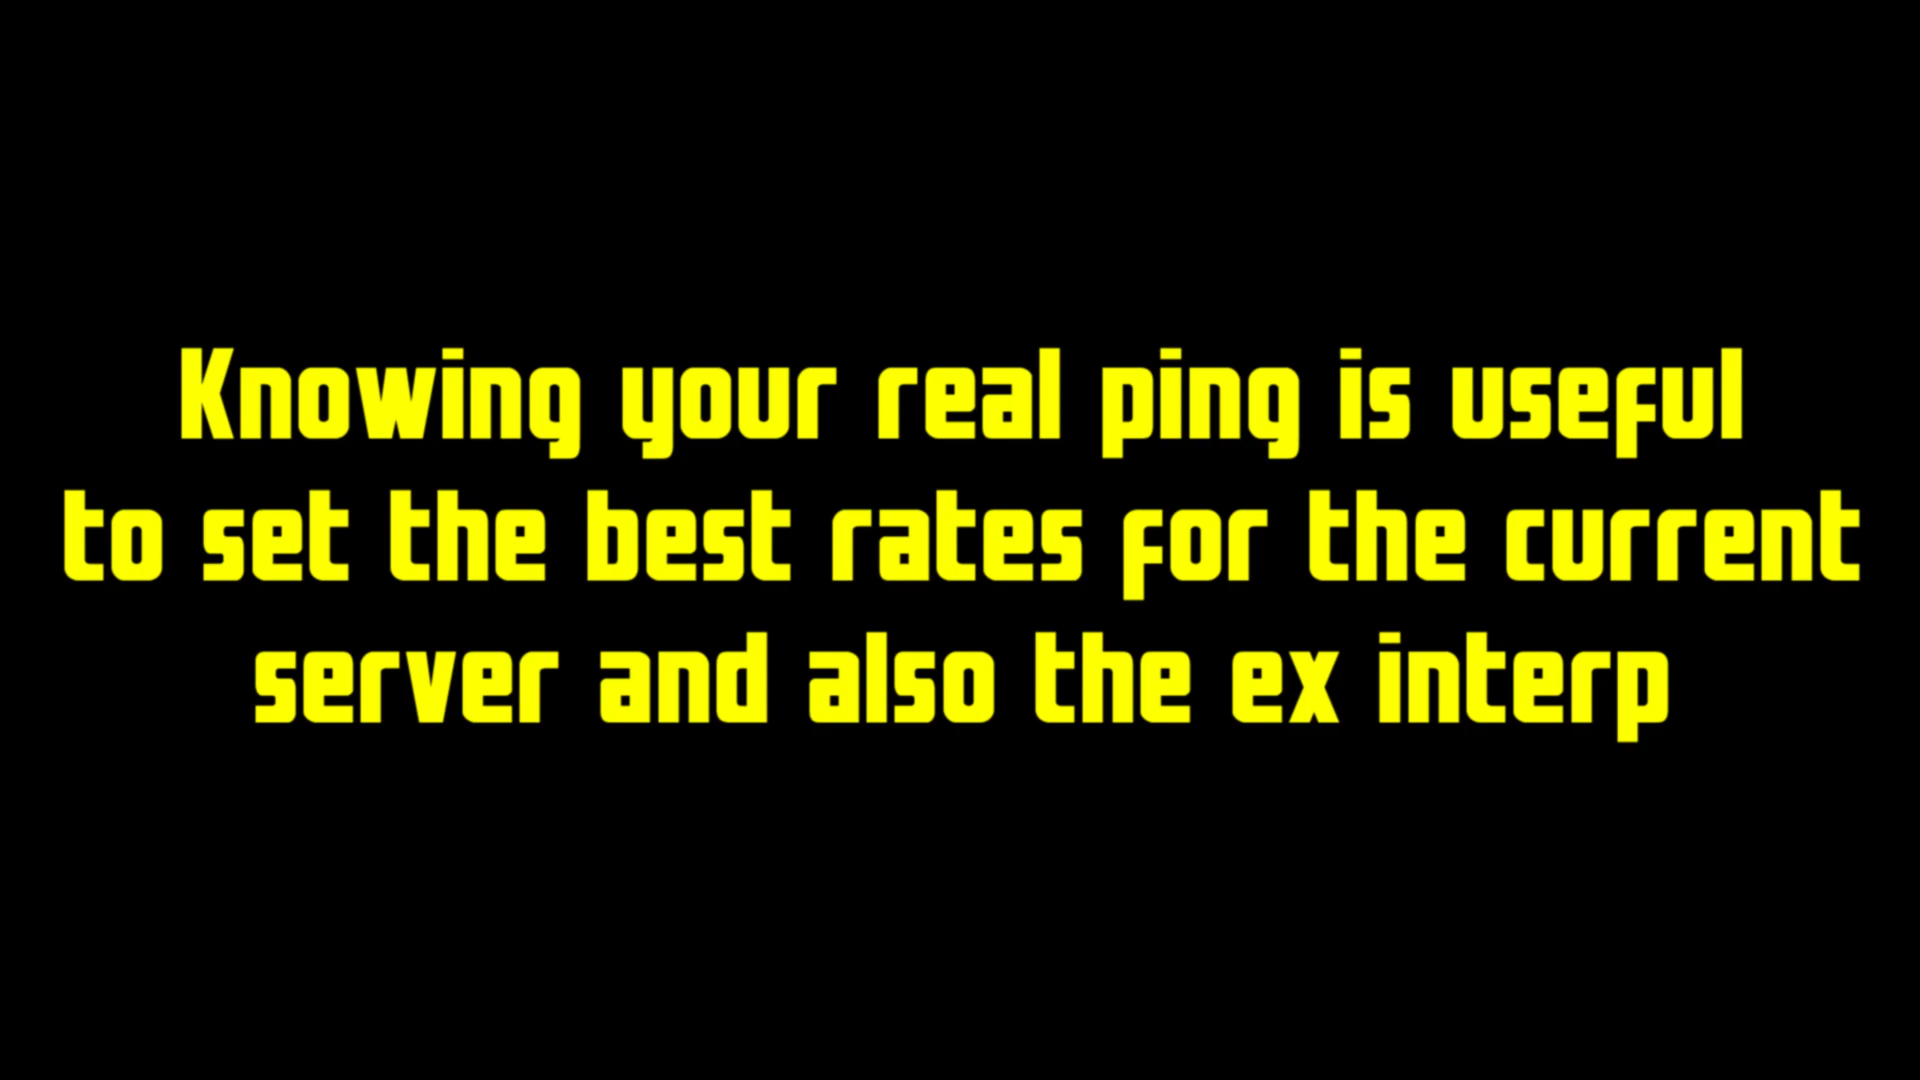 Knowing your real ping is useful
to set the best rates for the current
server and also the ex interp